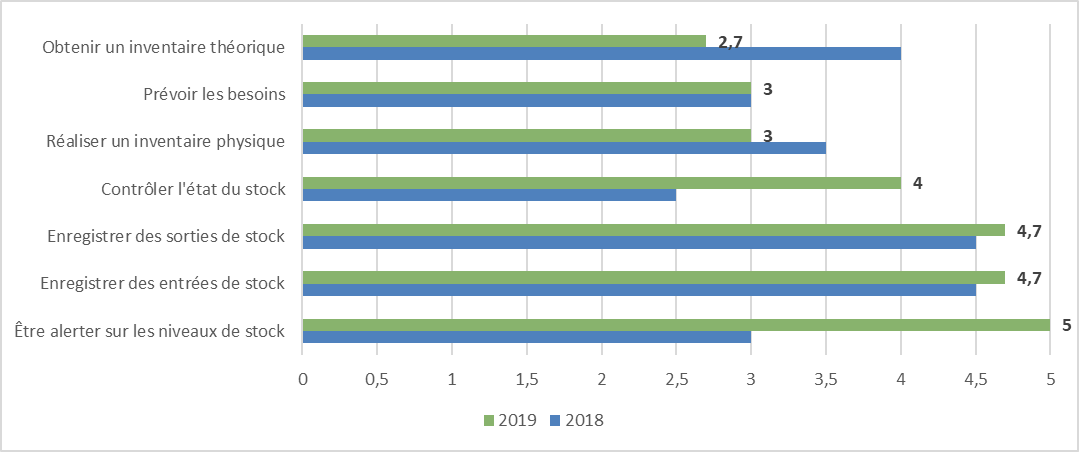 Obtenir un inventaire théorique
2,7
Prévoir les besoins
3
Réaliser un inventaire physique
3
Contrôler l'état du stock
4
Enregistrer des sorties de stock
4,7
Enregistrer des entrées de stock
4,7
Être alerter sur les niveaux de stock
5
0 0,5 1 1,5 2 2,5 3 3,5 4 4,5 5
2019 2018